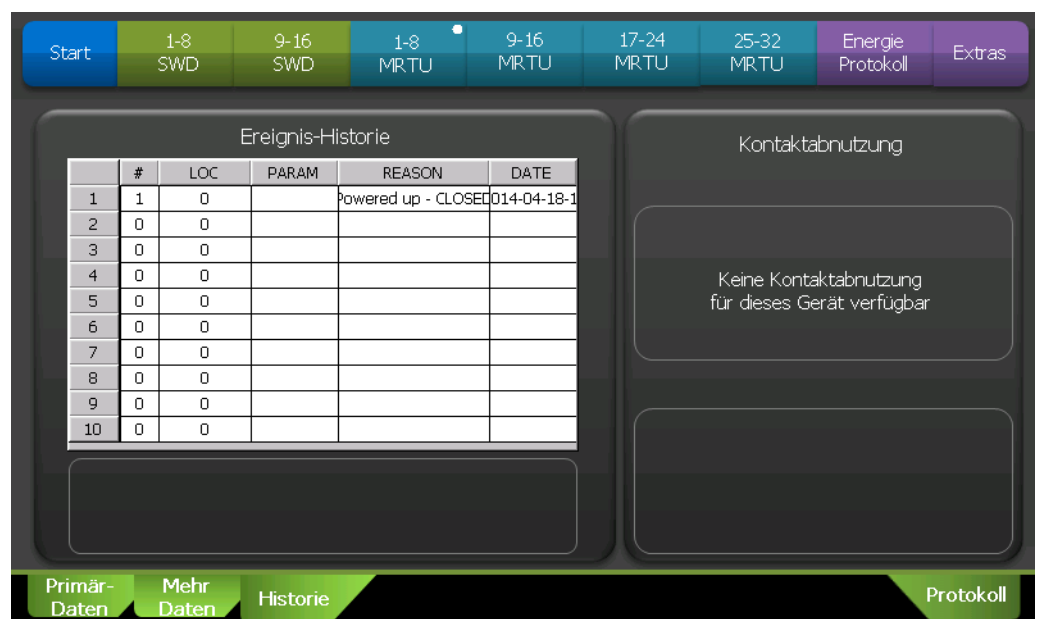 Start
1-8
SWD
9-16
SWD
1-8
MRTU
9-16
MRTU
17-24
MRTU
25-32
MRTU
Energie
Protokoll
Extras
Ereignis-Historie
# LOC PARAM REASON DATE
1 1 0 Powered up - CLOSED 014-04-18-1
2 0 0
3 0 0
4 0 0
5 0 0
6 0 0
7 0 0
8 0 0
9 0 0
10 0 0
Kontaktabnutzung
Keine Kontaktabnutzung
für dieses Gerät verfügbar
Primär-
Daten
Mehr
Daten
Historie
Protokoll